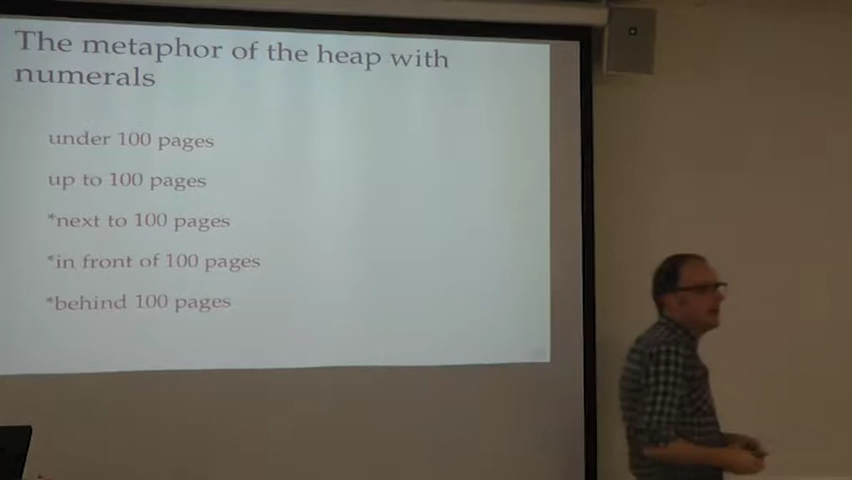 The metaphor of the heap with
numerals
under 100 pages
up to 100 pages
*next to 100 pages
*in front of 100 pages
*behind 100 pages